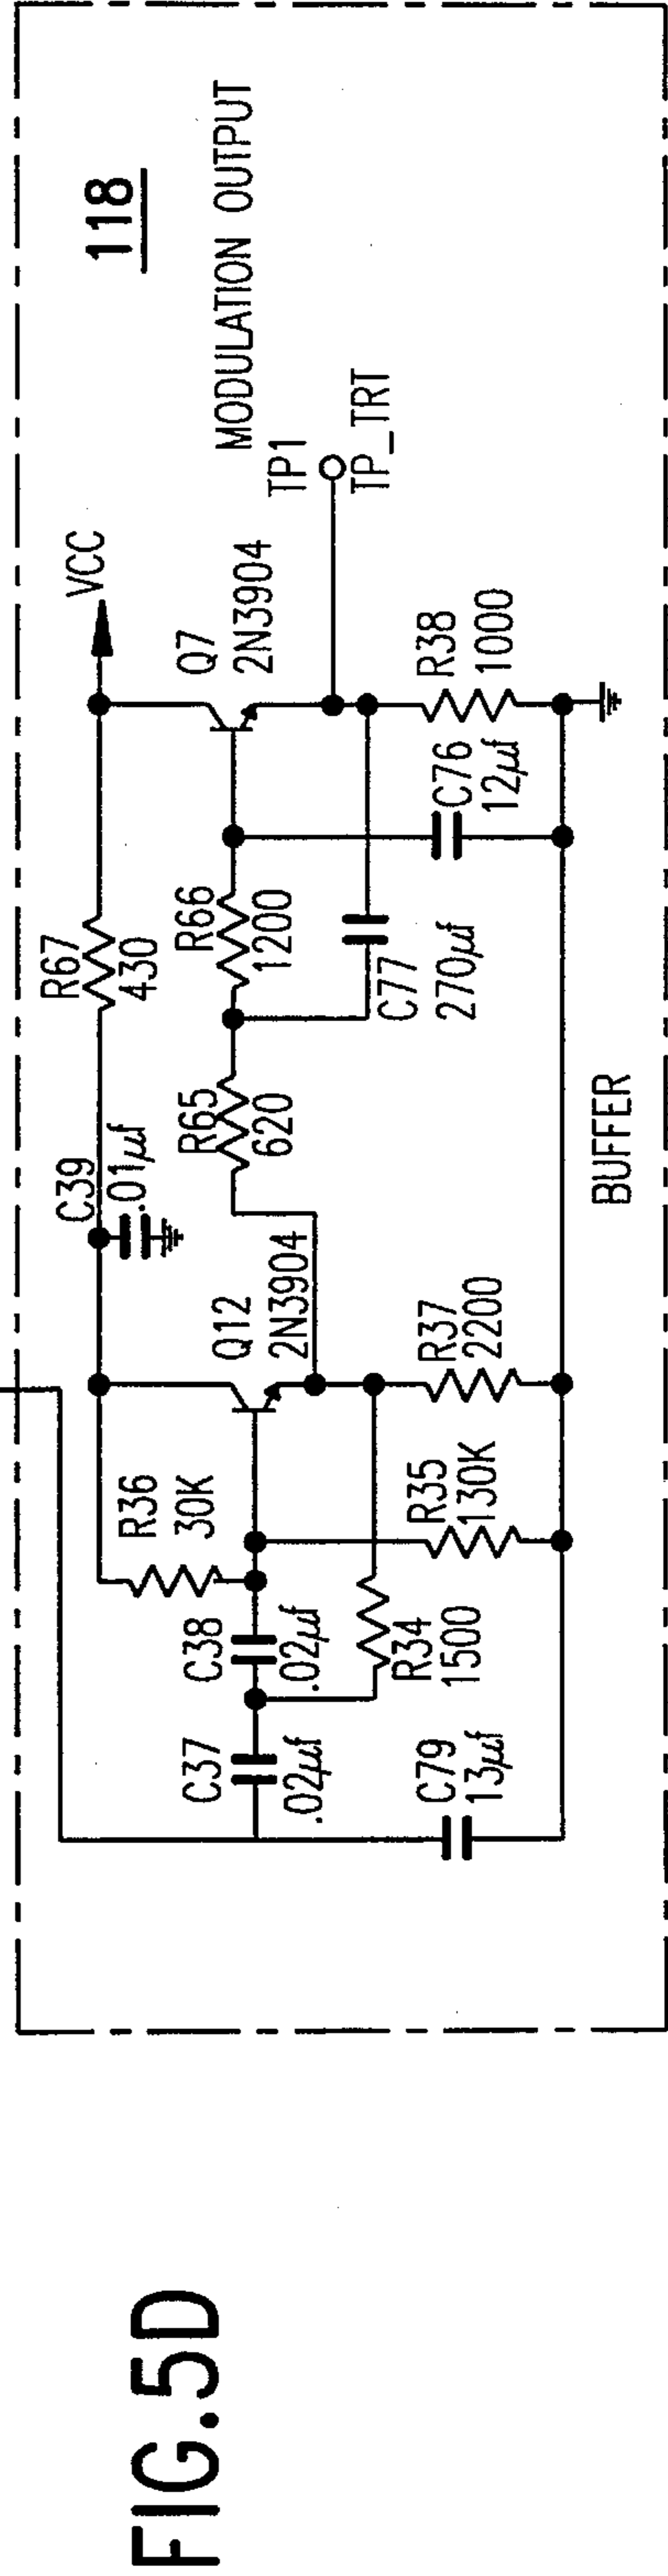 118
MODULATION OUTPUT
VCC
TP1
TP_TRT
Q7
2N3904
R38
1000
R67
430
R66
1200
C76
12µf
C77
270µf
C39
.01µf
R65
620
BUFFER
Q12
2N3904
R37
2200
R36
30K
R35
130K
C38
.02µf
R34
1500
C37
.02µf
C79
13µf
FIG.5D